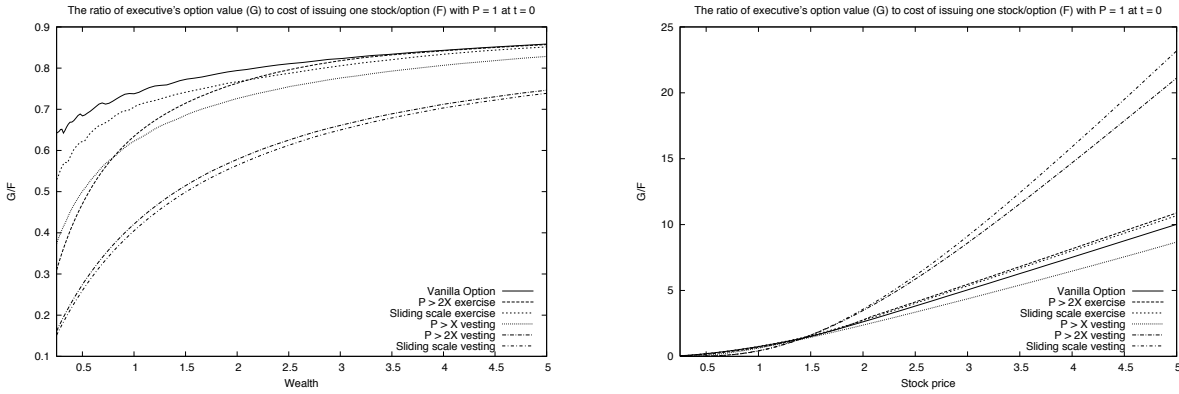 The ratio of executive's option value (G) to cost of issuing one stock/option (F) with P = 1 at t = 0
0.9
0.8
0.7
0.6
0.5
0.4
0.3
0.2
0.1
G/F
Vanilla Option
P > 2X exercise
Sliding scale exercise
P > X vesting
P > 2X vesting
Sliding scale vesting
0.5 1 1.5 2 2.5 3 3.5 4 4.5 5
Wealth
The ratio of executive's option value (G) to cost of issuing one stock/option (F) with P = 1 at t = 0
25
20
15
10
5
0
G/F
Vanilla Option
P > 2X exercise
Sliding scale exercise
P > X vesting
P > 2X vesting
Sliding scale vesting
0.5 1 1.5 2 2.5 3 3.5 4 4.5 5
Stock price